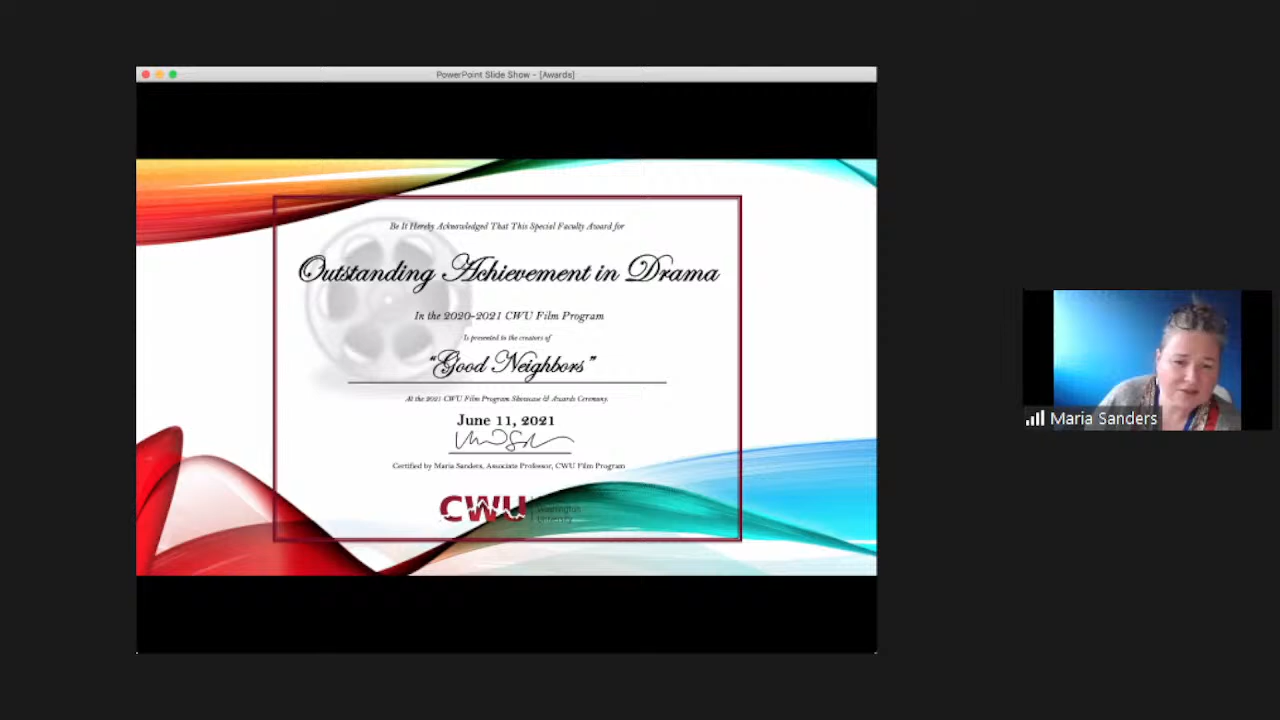 PowerPoint Slide Show - [Awards]
Be It Hereby Acknowledged That This Special Faculty Award for
Outstanding Achievement in Drama
In the 2020-2021 CWU Film Program
Is presented to the creators of
"Good Neighbors"
At the 2021 CWU Film Program Showcase & Awards Ceremony.
June 11, 2021
Certified by Maria Sanders, Associate Professor, CWU Film Program
CWU
Washington
University
Maria Sanders